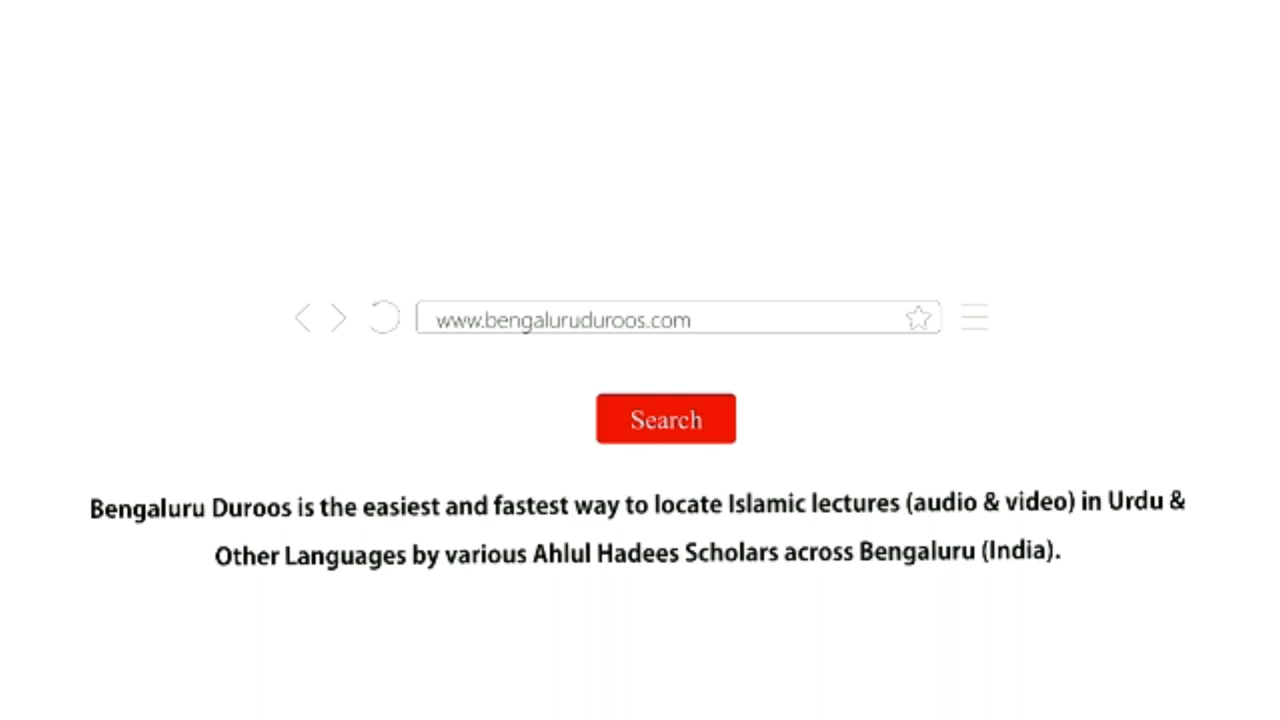 www.bengaluruduroos.com
Search
Bengaluru Duroos is the easiest and fastest way to locate Islamic lectures (audio & video) in Urdu &
Other Languages by various Ahlul Hadees Scholars across Bengaluru (India).